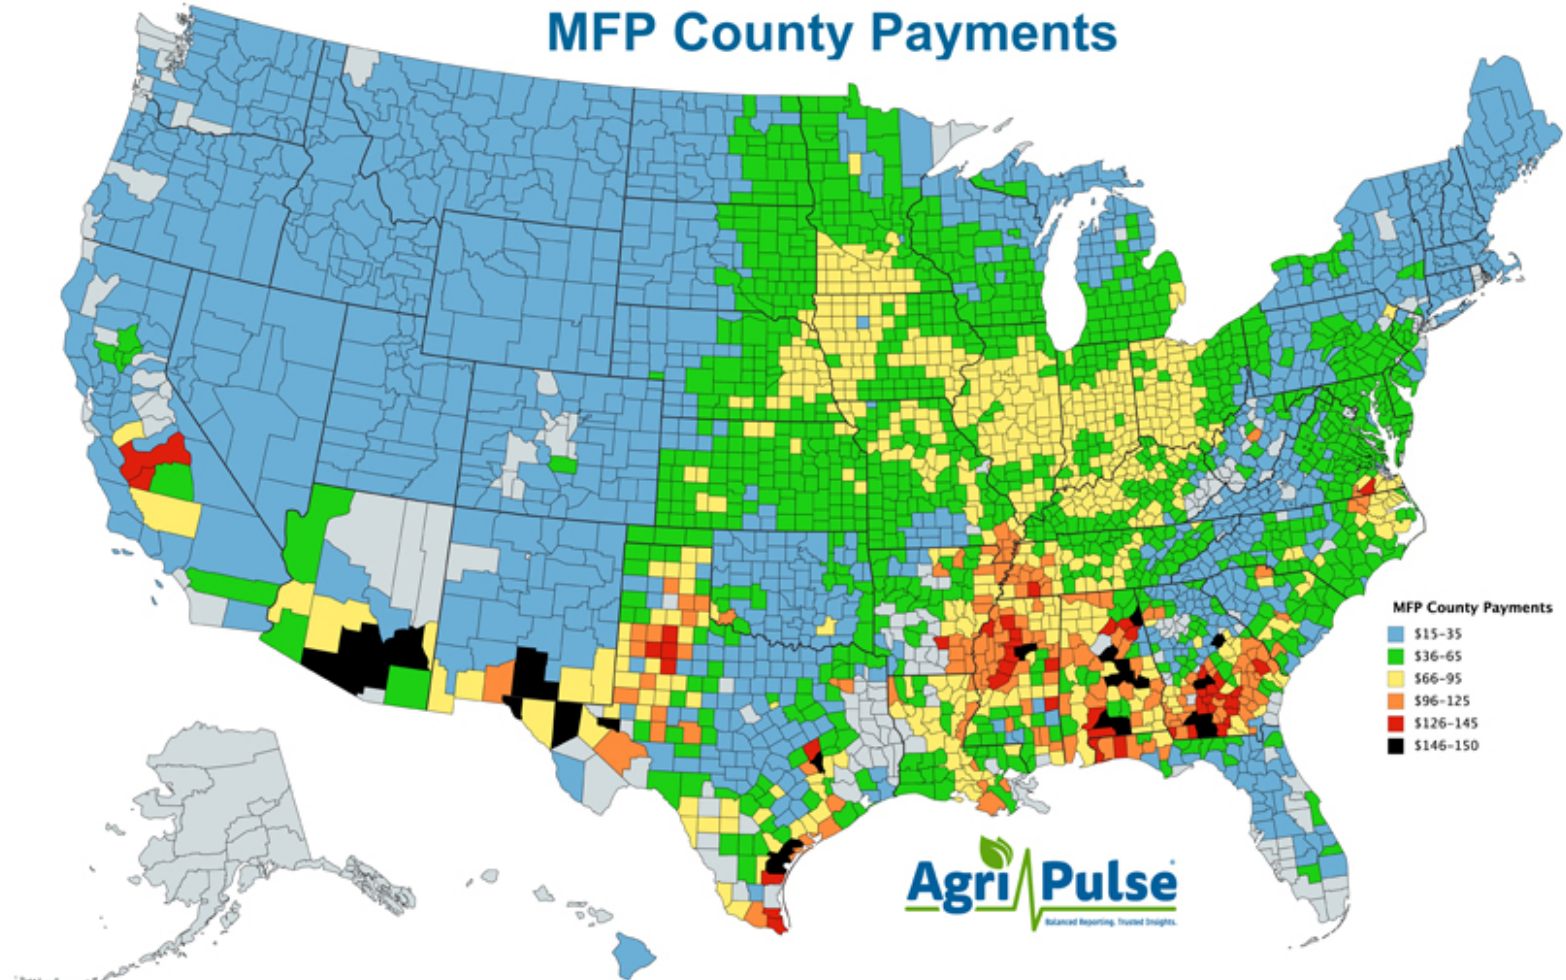 MFP County Payments
MFP County Payments
$15-35
$36-65
$66-95
$96-125
$126-145
$146-150
Agri Pulse
Balanced Reporting. Trusted Insights.